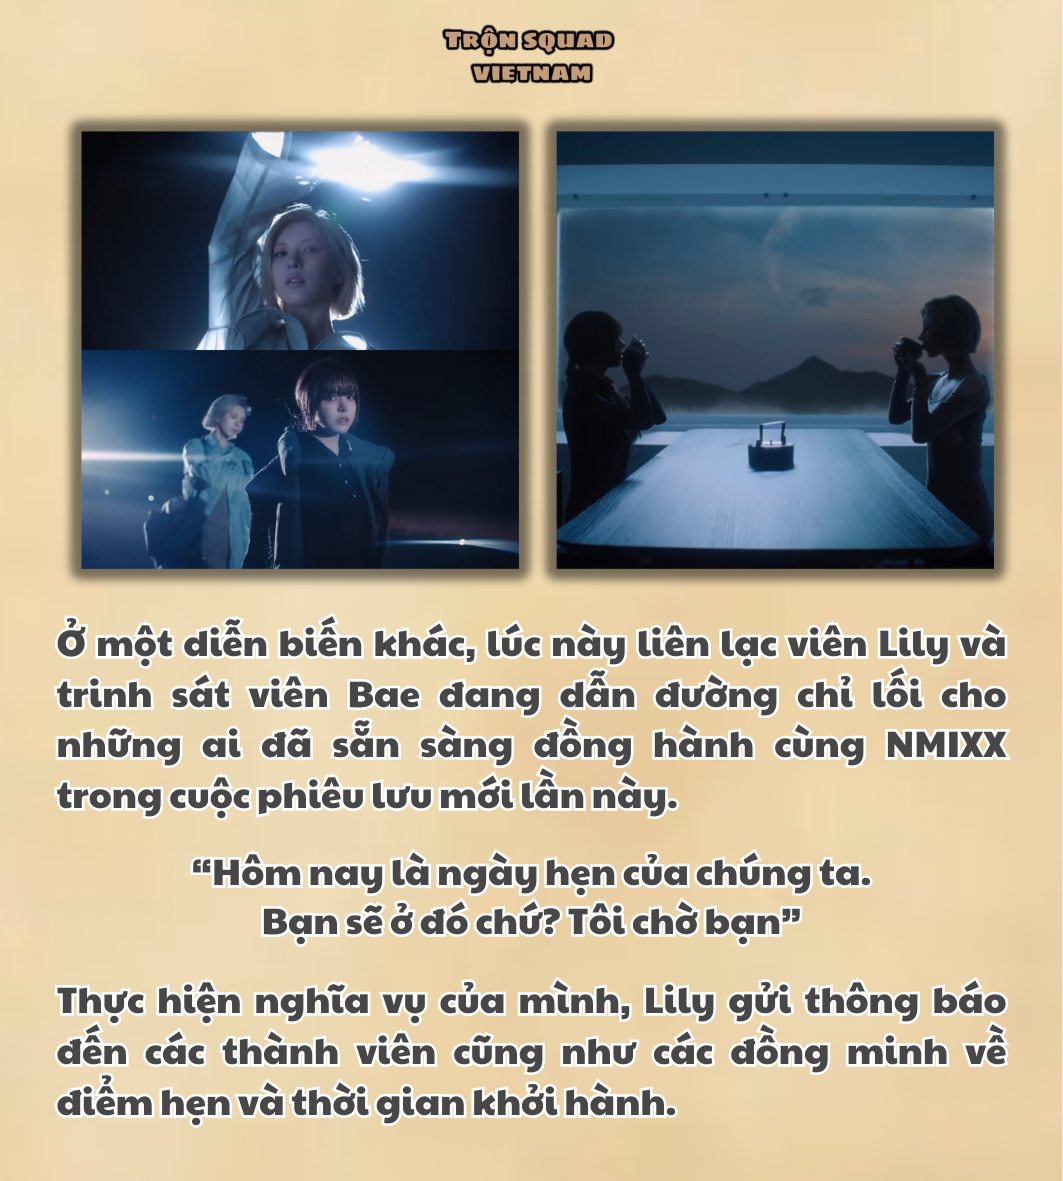 TRỘN SQUAD
VIETNAM
Ở một diễn biến khác, lúc này liên lạc viên Lily và
trinh sát viên Bae đang dẫn đường chỉ lối cho
những ai đã sẵn sàng đồng hành cùng NMIXX
trong cuộc phiêu lưu mới lần này.
“Hôm nay là ngày hẹn của chúng ta.
Bạn sẽ ở đó chứ? Tôi chờ bạn”
Thực hiện nghĩa vụ của mình, Lily gửi thông báo
đến các thành viên cũng như các đồng minh về
điểm hẹn và thời gian khởi hành.